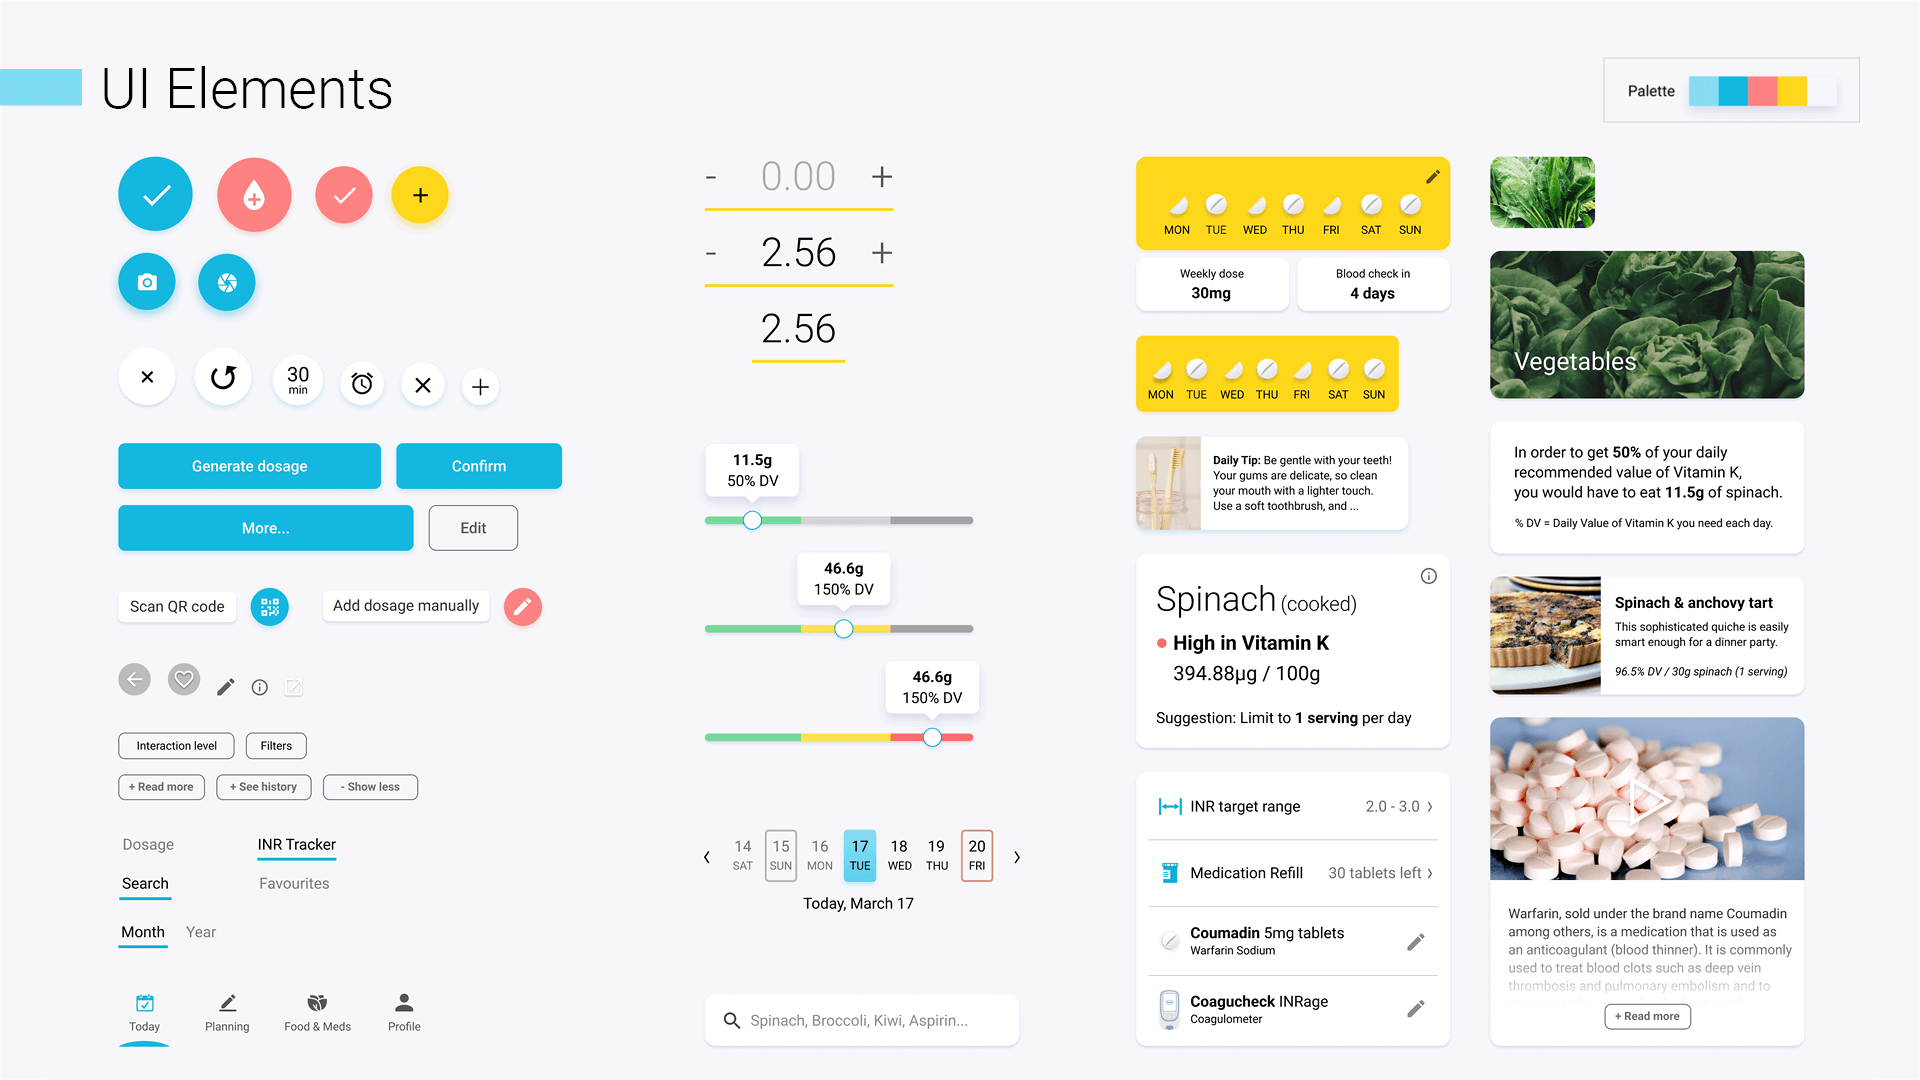 UI Elements
Palette
30
min
Generate dosage
Confirm
More...
Edit
Scan QR code
Add dosage manually
Interaction level
Filters
+ Read more
+ See history
- Show less
Dosage
INR Tracker
Search
Favourites
Month
Year
Today
Planning
Food & Meds
Profile
- 0.00 +
- 2.56 +
2.56
11.5g
50% DV
46.6g
150% DV
46.6g
150% DV
14 15 16 17 18 19 20
SAT SUN MON TUE WED THU FRI
Today, March 17
Spinach, Broccoli, Kiwi, Aspirin...
MON TUE WED THU FRI SAT SUN
Weekly dose
30mg
Blood check in
4 days
MON TUE WED THU FRI SAT SUN
Daily Tip: Be gentle with your teeth!
Your gums are delicate, so clean
your mouth with a lighter touch.
Use a soft toothbrush, and ...
Spinach (cooked)
High in Vitamin K
394.88µg / 100g
Suggestion: Limit to 1 serving per day
INR target range
2.0 - 3.0 ›
Medication Refill
30 tablets left ›
Coumadin 5mg tablets
Warfarin Sodium
Coagucheck INRage
Coagulometer
Vegetables
In order to get 50% of your daily
recommended value of Vitamin K,
you would have to eat 11.5g of spinach.
% DV = Daily Value of Vitamin K you need each day.
Spinach & anchovy tart
This sophisticated quiche is easily
smart enough for a dinner party.
96.5% DV / 30g spinach (1 serving)
Warfarin, sold under the brand name Coumadin
among others, is a medication that is used as
an anticoagulant (blood thinner). It is commonly
used to treat blood clots such as deep vein
thrombosis and pulmonary embolism and to
+ Read more